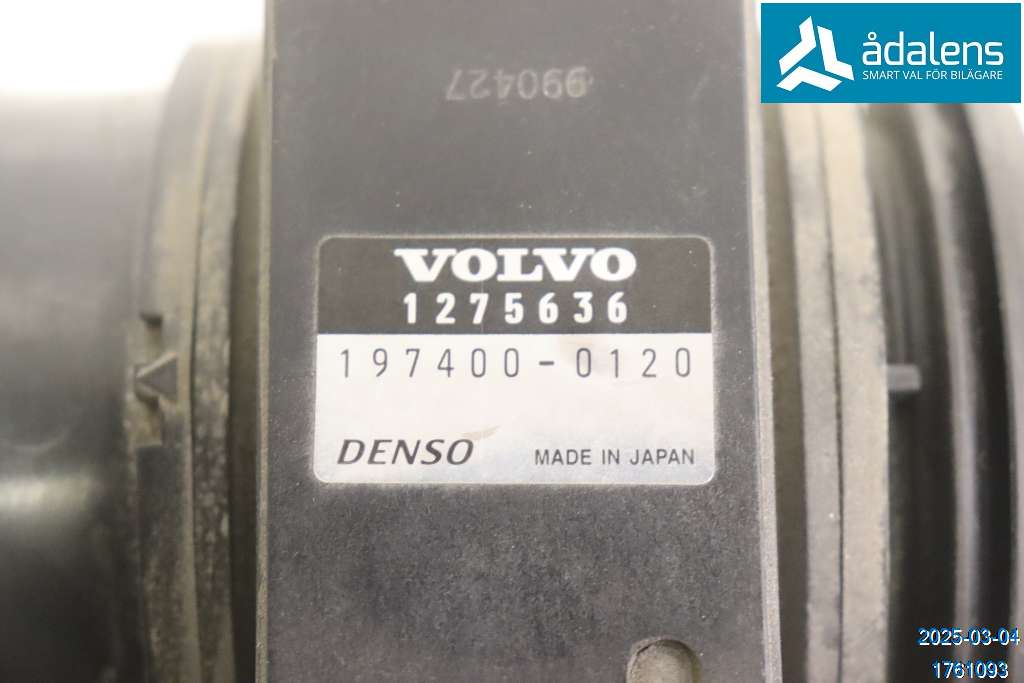 ådalens
SMART VAL FÖR BILÄGARE
990427
VOLVO
1275636
197400-0120
DENSO
MADE IN JAPAN
2025-03-04
1761093